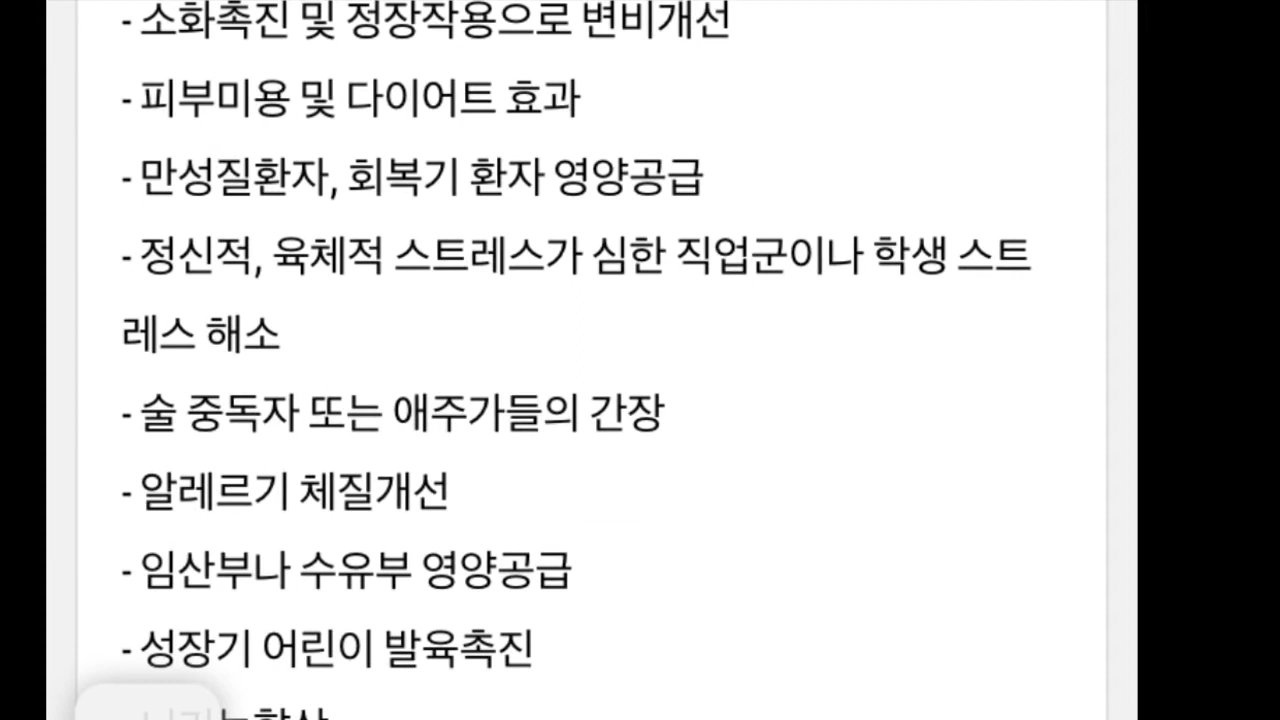 - 소화촉진 및 정장작용으로 변비개선
- 피부미용 및 다이어트 효과
- 만성질환자, 회복기 환자 영양공급
- 정신적, 육체적 스트레스가 심한 직업군이나 학생 스트
레스 해소
- 술 중독자 또는 애주가들의 간장
- 알레르기 체질개선
- 임산부나 수유부 영양공급
- 성장기 어린이 발육촉진